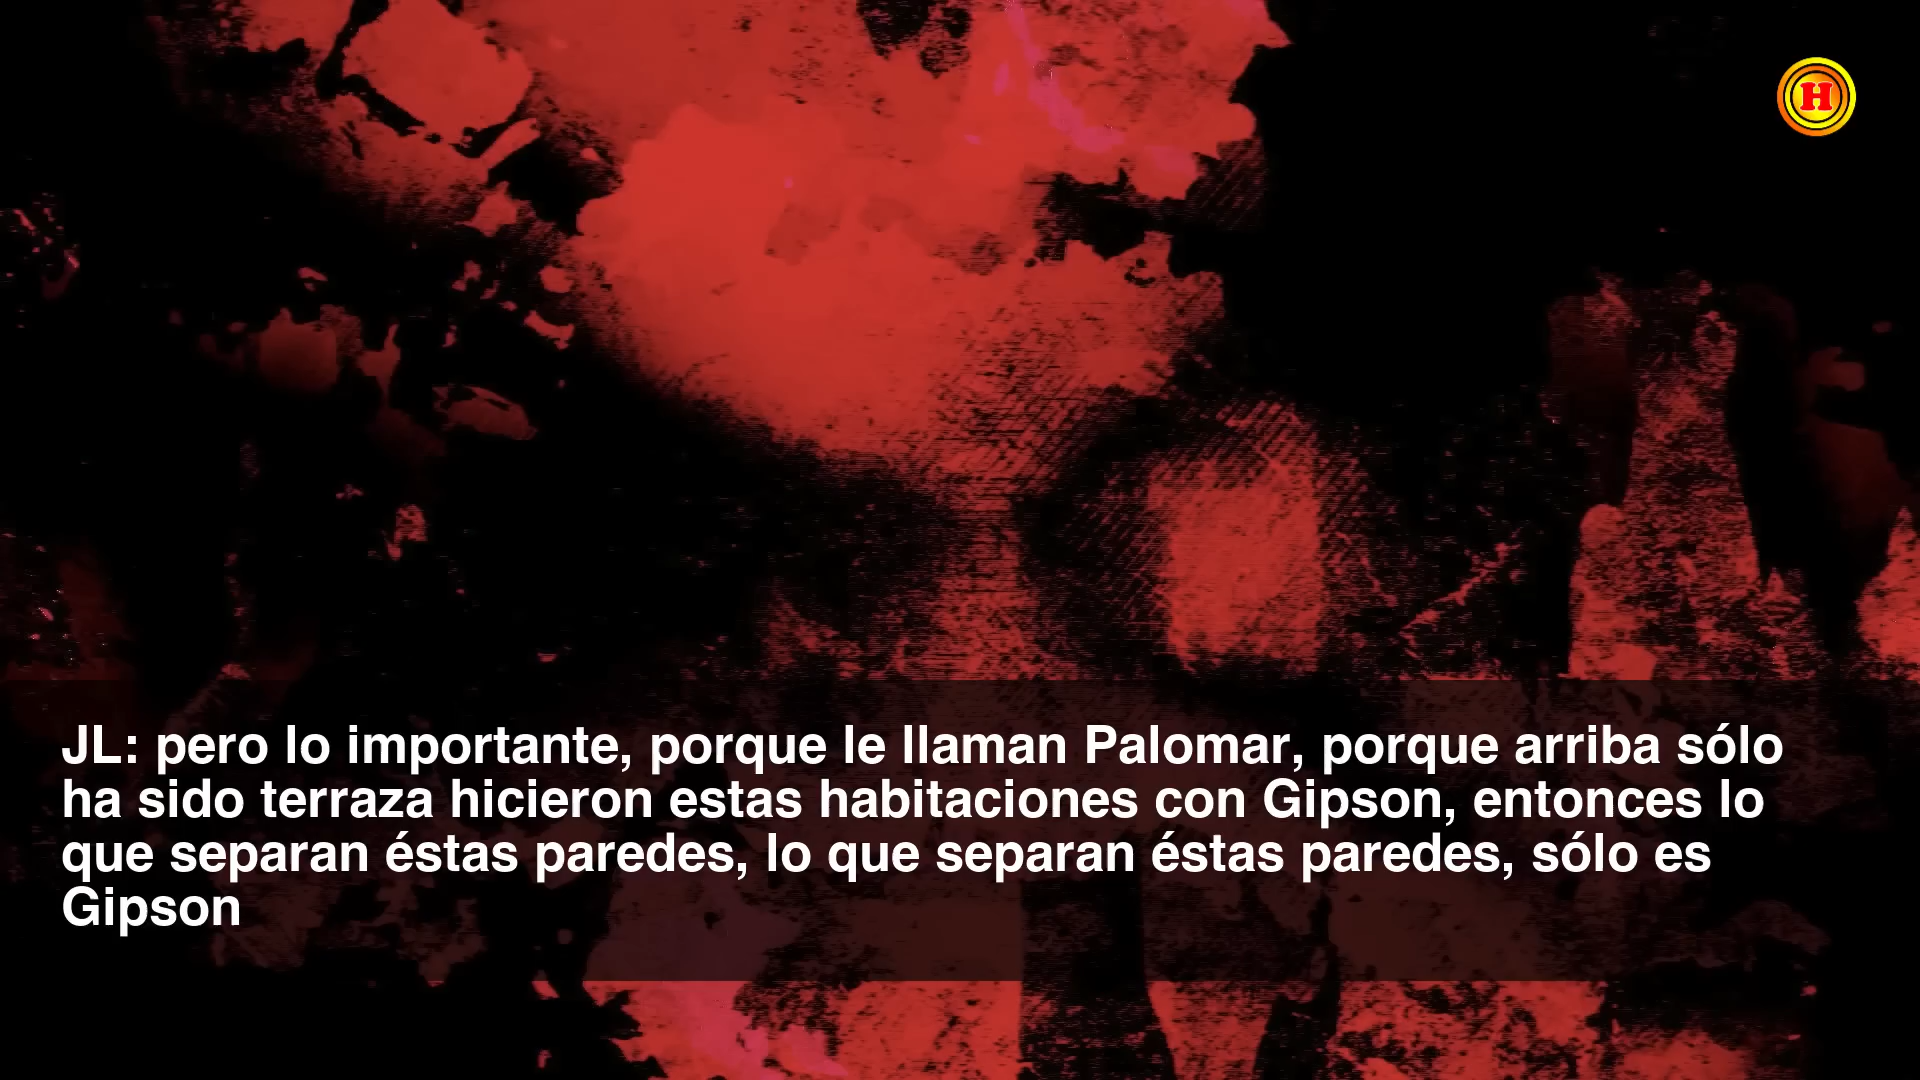 H
JL: pero lo importante, porque le llaman Palomar, porque arriba sólo
ha sido terraza hicieron estas habitaciones con Gipson, entonces lo
que separan éstas paredes, lo que separan éstas paredes, sólo es
Gipson